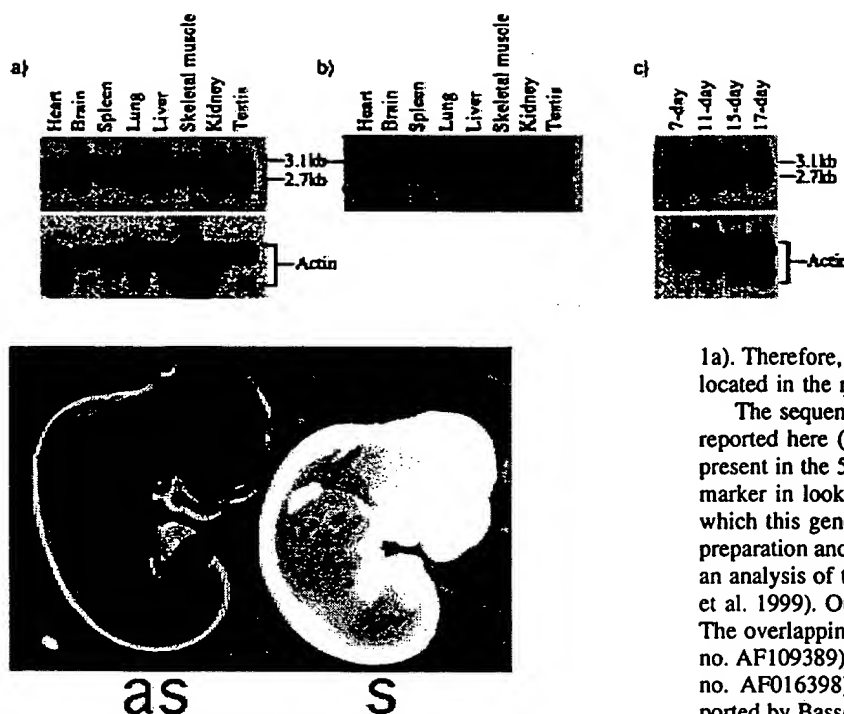 a)
Heart
Brain
Spleen
Lung
Liver
Skeletal muscle
Kidney
Testis
3.1kb
2.7kb
Actin
b)
Heart
Brain
Spleen
Lung
Liver
Skeletal muscle
Kidney
Testis
c)
7-day
11-day
15-day
17-day
3.1kb
2.7kb
Actin
as s
1a). Therefore,
located in the
The sequen
reported here (
present in the 5
marker in look
which this gen
preparation and
an analysis of t
et al. 1999). O
The overlappin
no. AF109389)
no. AF016398)
ported by Bass